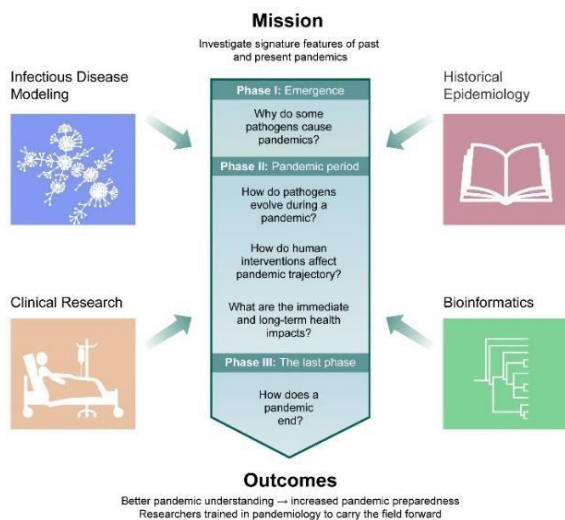 Mission
Investigate signature features of past
and present pandemics
Infectious Disease
Modeling
Historical
Epidemiology
Phase I: Emergence
Why do some
pathogens cause
pandemics?
Phase II: Pandemic period
How do pathogens
evolve during a
pandemic?
How do human
interventions affect
pandemic trajectory?
Clinical Research
Bioinformatics
What are the immediate
and long-term health
impacts?
Phase III: The last phase
How does a
pandemic
end?
Outcomes
Better pandemic understanding → increased pandemic preparedness
Researchers trained in pandemiology to carry the field forward